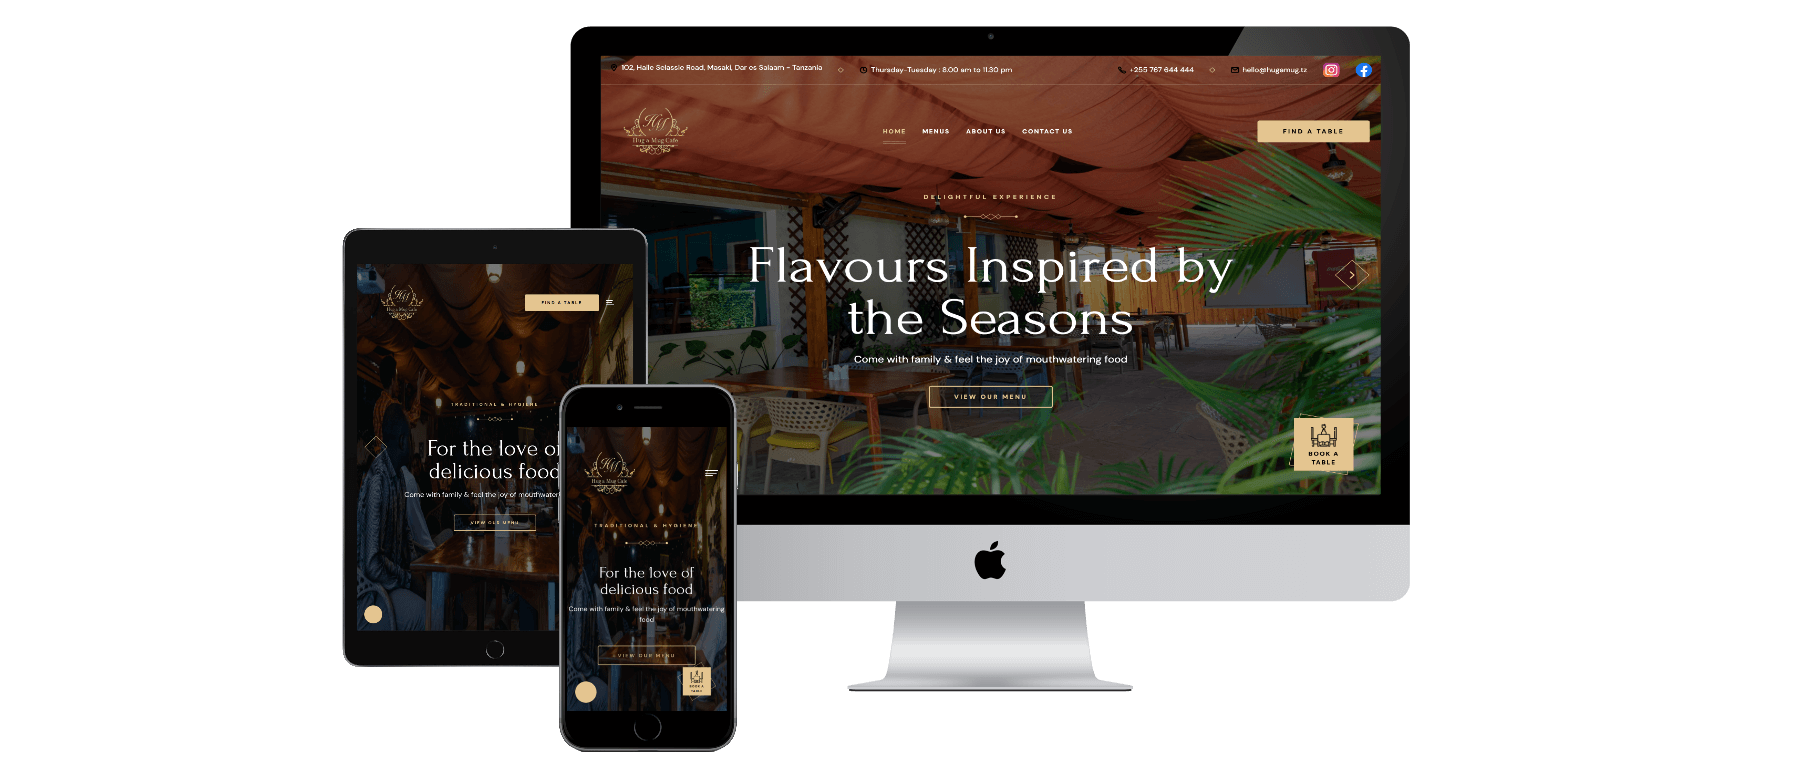 102, Haile Selassie Road, Masaki, Dar es Salaam - Tanzania
Thursday-Tuesday : 8.00 am to 11.30 pm
+255 767 644 444
hello@hugamug.tz
HM
Hug a Mug Cafe
HOME
MENUS
ABOUT US
CONTACT US
FIND A TABLE
DELIGHTFUL EXPERIENCE
Flavours Inspired by
the Seasons
Come with family & feel the joy of mouthwatering food
VIEW OUR MENU
BOOK A
TABLE
HM
Hug a Mug Cafe
FIND A TABLE
TRADITIONAL & HYGIENE
For the love of
delicious food
Come with family & feel the joy of mouthwater
VIEW OUR MENU
HM
Hug a Mug Cafe
TRADITIONAL & HYGIENE
For the love of
delicious food
Come with family & feel the joy of mouthwatering
food
VIEW OUR MENU
BOOK A
TABLE